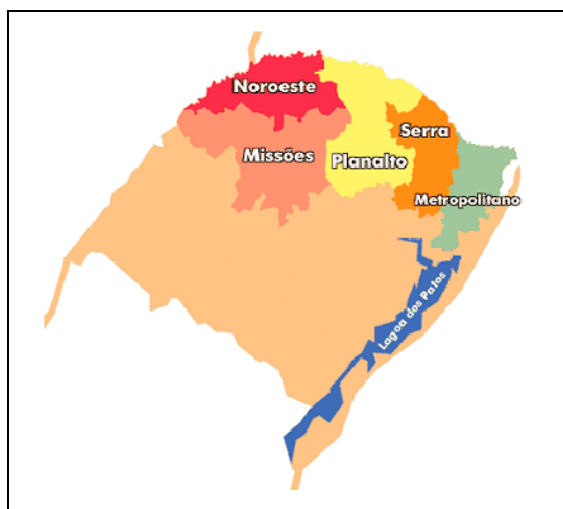 Noroeste
Serra
Missões
Planalto
Metropolitano
Lagoa dos Patos